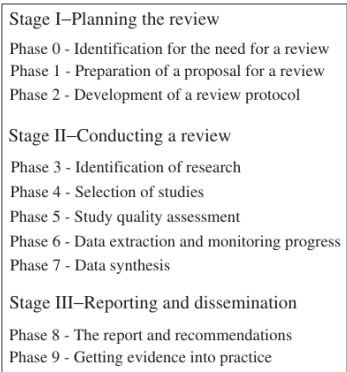 Stage I–Planning the review
Phase 0 - Identification for the need for a review
Phase 1 - Preparation of a proposal for a review
Phase 2 - Development of a review protocol
Stage II–Conducting a review
Phase 3 - Identification of research
Phase 4 - Selection of studies
Phase 5 - Study quality assessment
Phase 6 - Data extraction and monitoring progress
Phase 7 - Data synthesis
Stage III–Reporting and dissemination
Phase 8 - The report and recommendations
Phase 9 - Getting evidence into practice